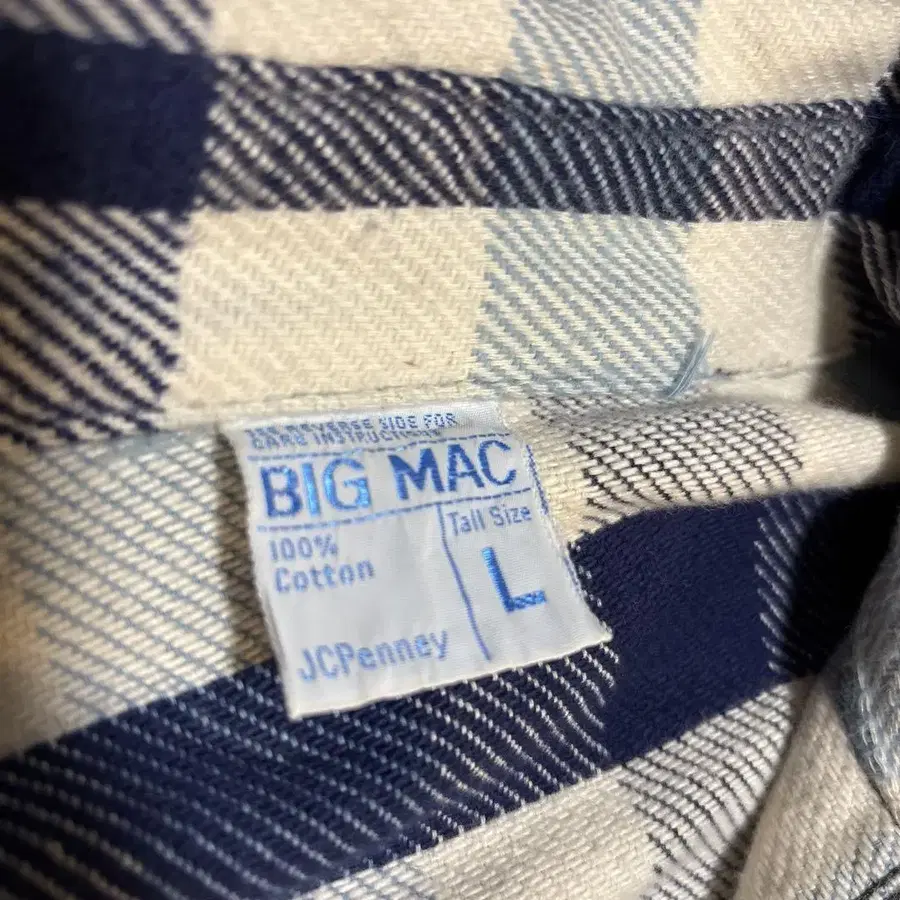 SEE REVERSE SIDE FOR
CARE INSTRUCTIONS
BIG MAC
100%
Cotton
Tall Size
L
JCPenney